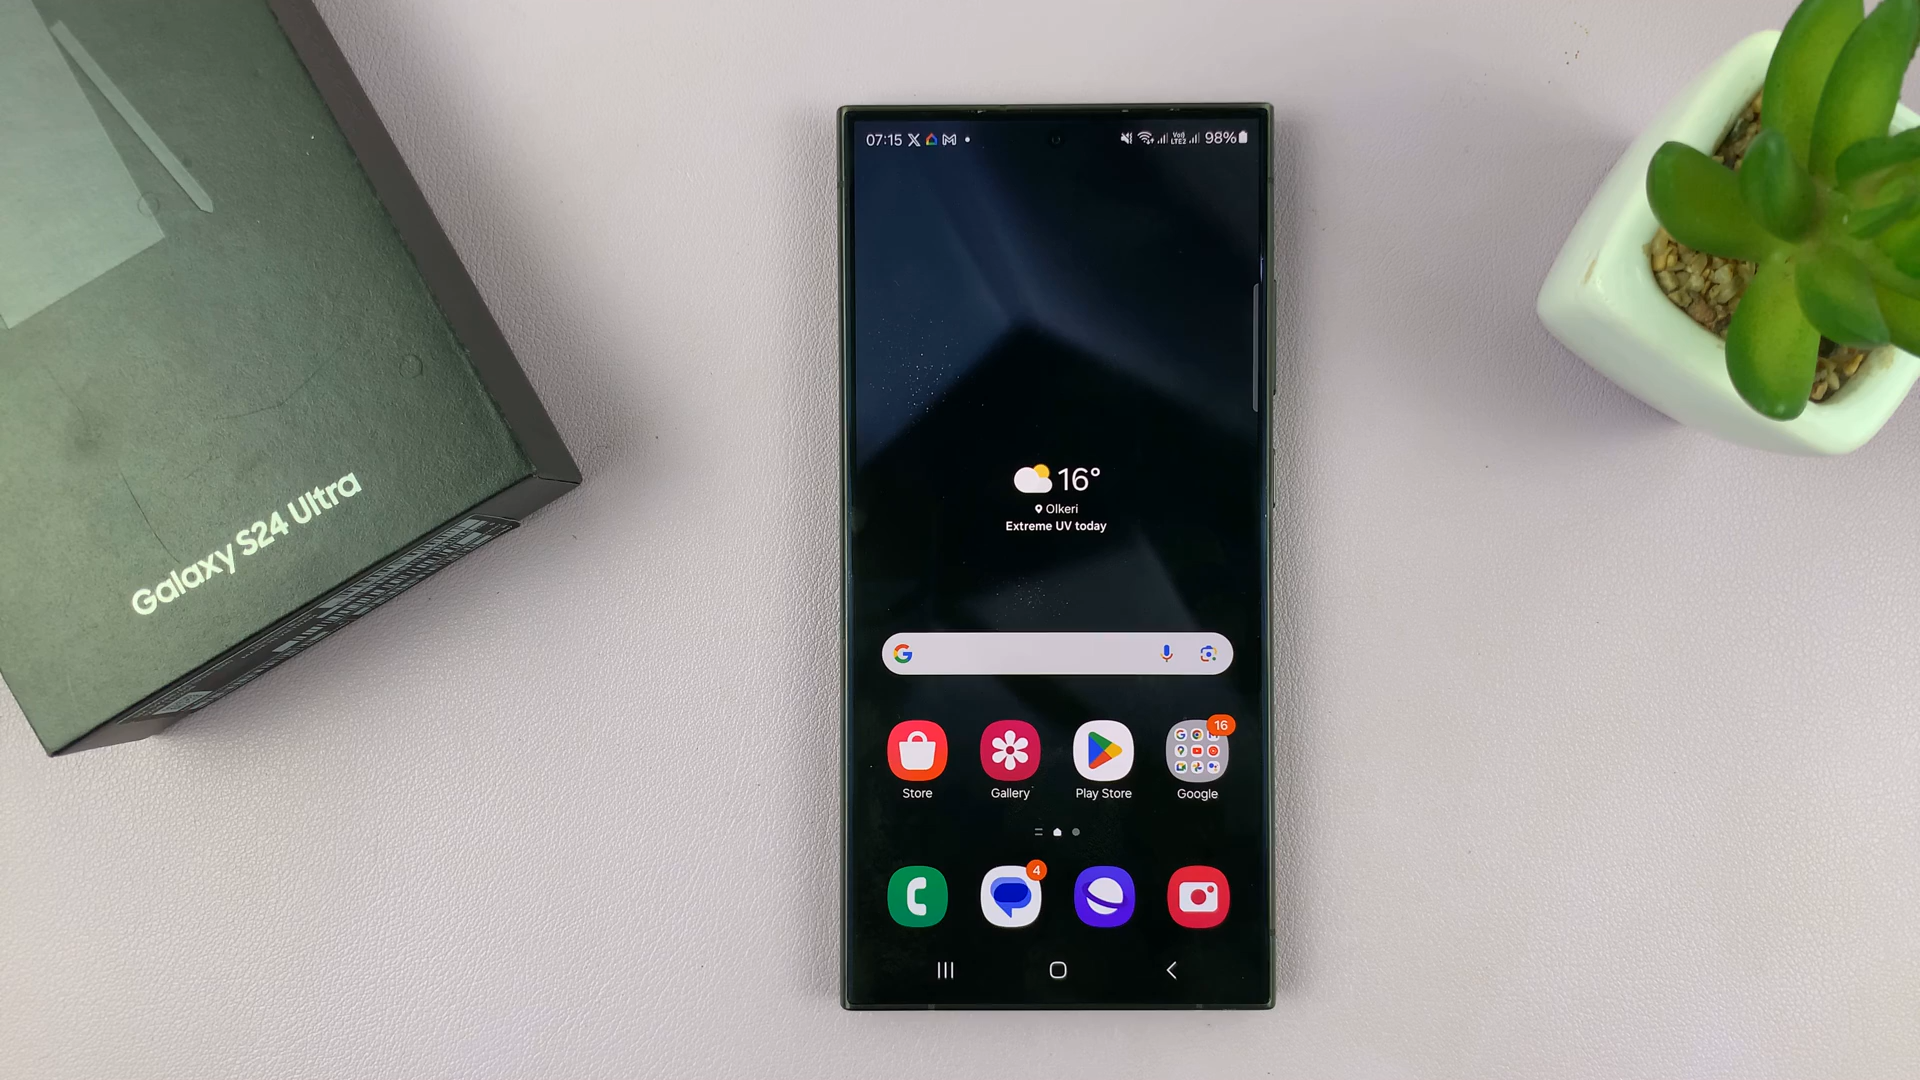 Galaxy S24 Ultra
07:15
98%
16°
Olkeri
Extreme UV today
16
Store
Gallery
Play Store
Google
4